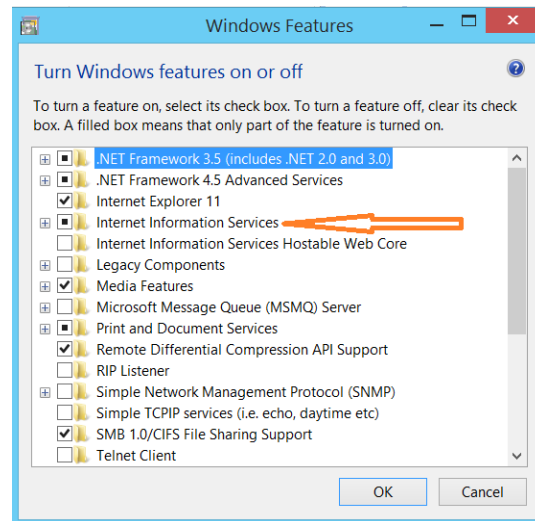 Windows Features
Turn Windows features on or off
To turn a feature on, select its check box. To turn a feature off, clear its check
box. A filled box means that only part of the feature is turned on.
.NET Framework 3.5 (includes .NET 2.0 and 3.0)
.NET Framework 4.5 Advanced Services
Internet Explorer 11
Internet Information Services
Internet Information Services Hostable Web Core
Legacy Components
Media Features
Microsoft Message Queue (MSMQ) Server
Print and Document Services
Remote Differential Compression API Support
RIP Listener
Simple Network Management Protocol (SNMP)
Simple TCPIP services (i.e. echo, daytime etc)
SMB 1.0/CIFS File Sharing Support
Telnet Client
OK Cancel